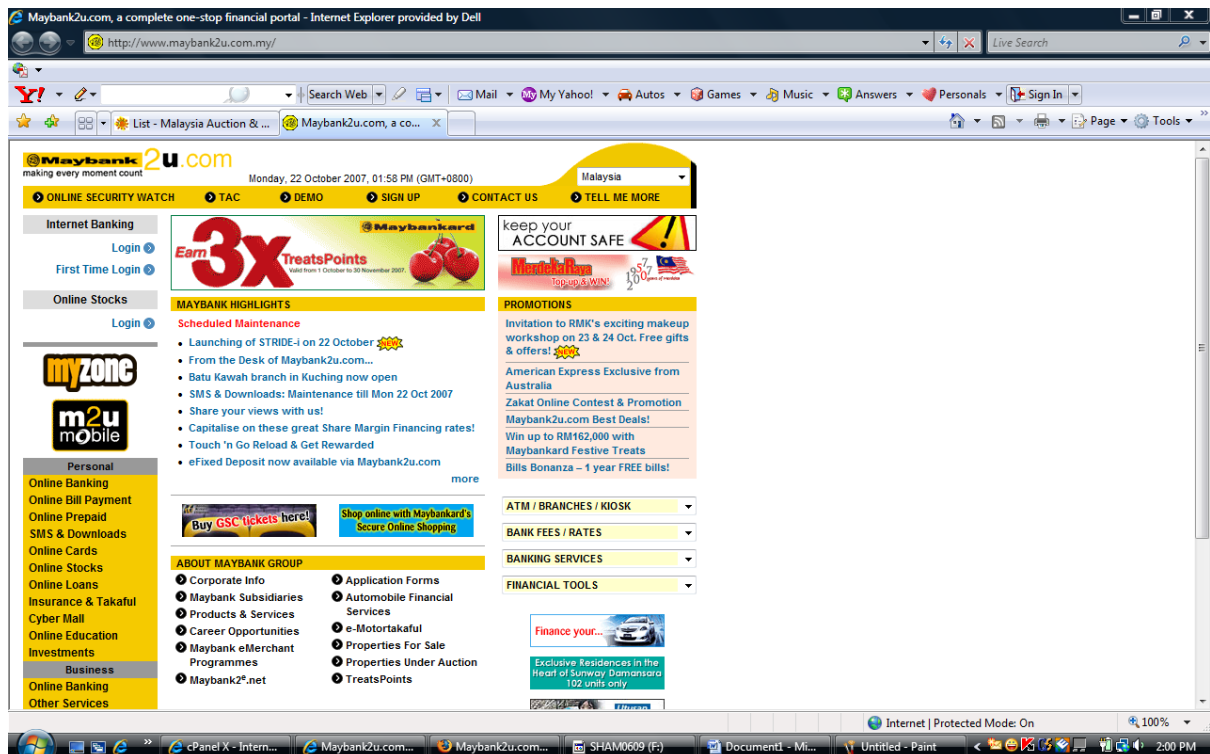 Maybank2u.com, a complete one-stop financial portal - Internet Explorer provided by Dell
http://www.maybank2u.com.my/
Live Search
Y!
Search Web
Mail
My Yahoo!
Autos
Games
Music
Answers
Personals
Sign In
List - Malaysia Auction & ...
Maybank2u.com, a co...
Page
Tools
Maybank2u.com
making every moment count
Monday, 22 October 2007, 01:58 PM (GMT+0800)
Malaysia
ONLINE SECURITY WATCH
TAC
DEMO
SIGN UP
CONTACT US
TELL ME MORE
Internet Banking
Login
First Time Login
Online Stocks
Login
myzone
m2u
mobile
Personal
Online Banking
Online Bill Payment
Online Prepaid
SMS & Downloads
Online Cards
Online Stocks
Online Loans
Insurance & Takaful
Cyber Mall
Online Education
Investments
Business
Online Banking
Other Services
Maybankard
Earn 3X TreatsPoints
Valid from 1 October to 30 November 2007.
MAYBANK HIGHLIGHTS
Scheduled Maintenance
Launching of STRIDE-i on 22 October NEW
From the Desk of Maybank2u.com...
Batu Kawah branch in Kuching now open
SMS & Downloads: Maintenance till Mon 22 Oct 2007
Share your views with us!
Capitalise on these great Share Margin Financing rates!
Touch 'n Go Reload & Get Rewarded
eFixed Deposit now available via Maybank2u.com
more
Buy GSC tickets here!
Shop online with Maybankard's
Secure Online Shopping
ABOUT MAYBANK GROUP
Corporate Info
Maybank Subsidiaries
Products & Services
Career Opportunities
Maybank eMerchant
Programmes
Maybank2e.net
Application Forms
Automobile Financial
Services
e-Motortakaful
Properties For Sale
Properties Under Auction
TreatsPoints
keep your
ACCOUNT SAFE
MerdekaRaya
Top-up & WIN!
1957
2007
PROMOTIONS
Invitation to RMK's exciting makeup
workshop on 23 & 24 Oct. Free gifts
& offers! NEW
American Express Exclusive from
Australia
Zakat Online Contest & Promotion
Maybank2u.com Best Deals!
Win up to RM162,000 with
Maybankard Festive Treats
Bills Bonanza – 1 year FREE bills!
ATM / BRANCHES / KIOSK
BANK FEES / RATES
BANKING SERVICES
FINANCIAL TOOLS
Finance your...
Exclusive Residences in the
Heart of Sunway Damansara
102 units only
Internet | Protected Mode: On
100%
cPanel X - Intern...
Maybank2u.com...
Maybank2u.com...
SHAM0609 (F:)
Document1 - Mi...
Untitled - Paint
2:00 PM